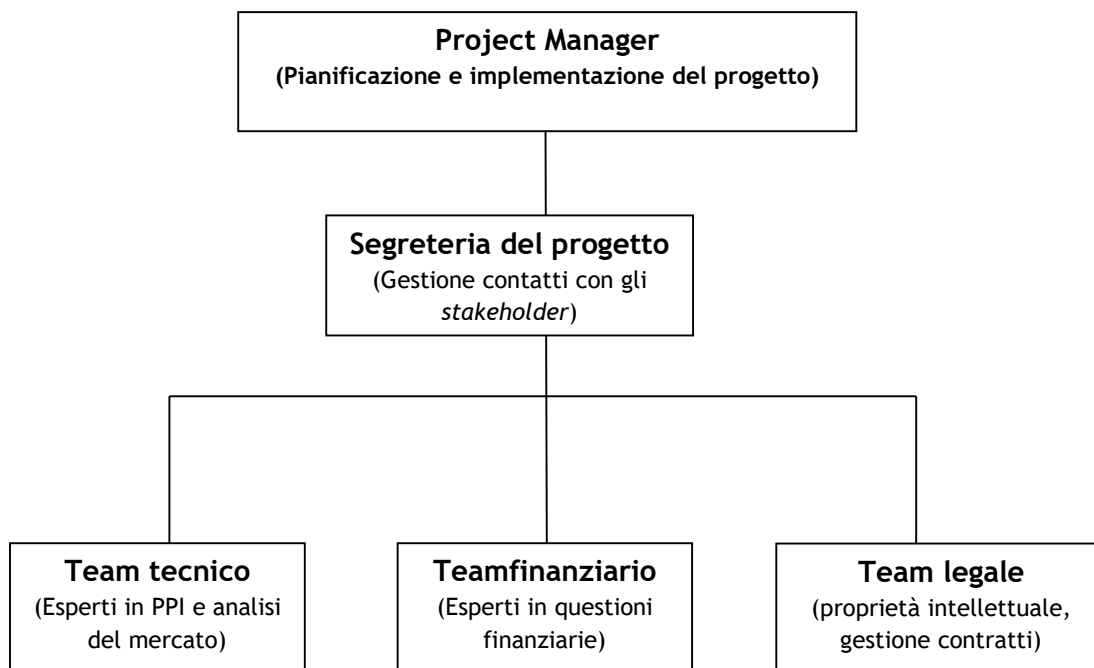 Project Manager
(Pianificazione e implementazione del progetto)
Segreteria del progetto
(Gestione contatti con gli
stakeholder)
Team tecnico
(Esperti in PPI e analisi
del mercato)
Teamfinanziario
(Esperti in questioni
finanziarie)
Team legale
(proprietà intellettuale,
gestione contratti)